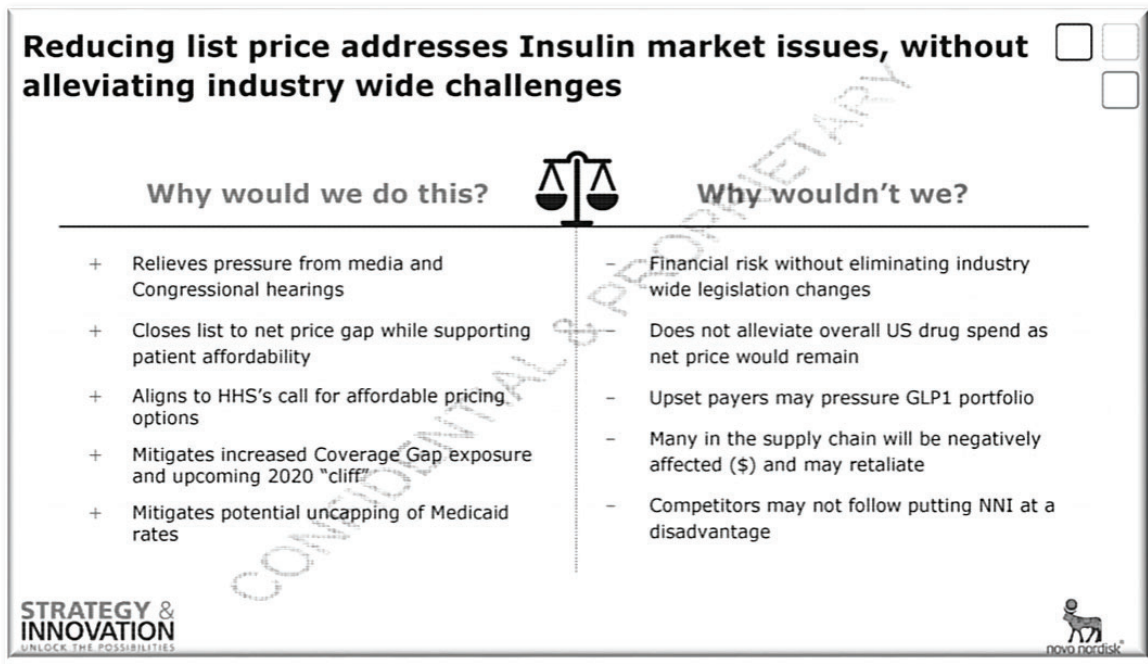 Reducing list price addresses Insulin market issues, without
alleviating industry wide challenges
Why would we do this?
+ Relieves pressure from media and
Congressional hearings
+ Closes list to net price gap while supporting
patient affordability
+ Aligns to HHS’s call for affordable pricing
options
+ Mitigates increased Coverage Gap exposure
and upcoming 2020 “cliff”
+ Mitigates potential uncapping of Medicaid
rates
Why wouldn’t we?
– Financial risk without eliminating industry
wide legislation changes
– Does not alleviate overall US drug spend as
net price would remain
– Upset payers may pressure GLP1 portfolio
– Many in the supply chain will be negatively
affected ($) and may retaliate
– Competitors may not follow putting NNI at a
disadvantage
CONFIDENTIAL & PROPRIETARY
STRATEGY &
INNOVATION
UNLOCK THE POSSIBILITIES
novo nordisk®